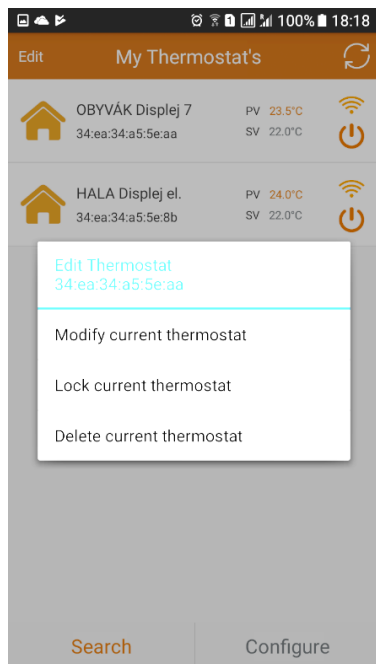 1 100% 18:18
Edit My Thermostat's
OBYVÁK Displej 7 PV 23.5°C
34:ea:34:a5:5e:aa SV 22.0°C
HALA Displej el. PV 24.0°C
34:ea:34:a5:5e:8b SV 22.0°C
Edit Thermostat
34:ea:34:a5:5e:aa
Modify current thermostat
Lock current thermostat
Delete current thermostat
Search Configure